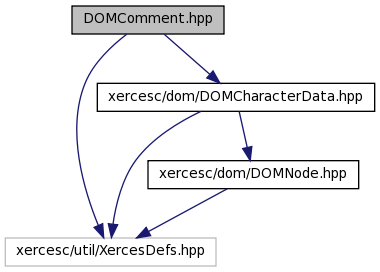 DOMComment.hpp
xercesc/dom/DOMCharacterData.hpp
xercesc/dom/DOMNode.hpp
xercesc/util/XercesDefs.hpp